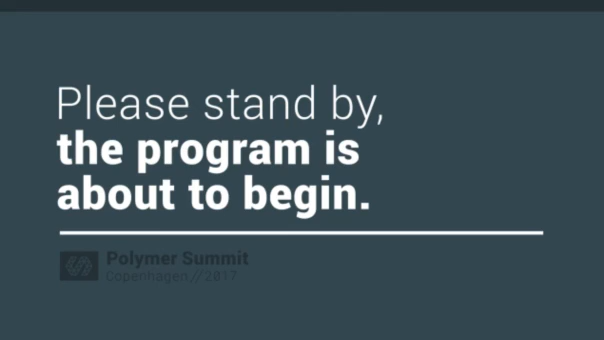 Please stand by,
the program is
about to begin.
Polymer Summit
Copenhagen//2017